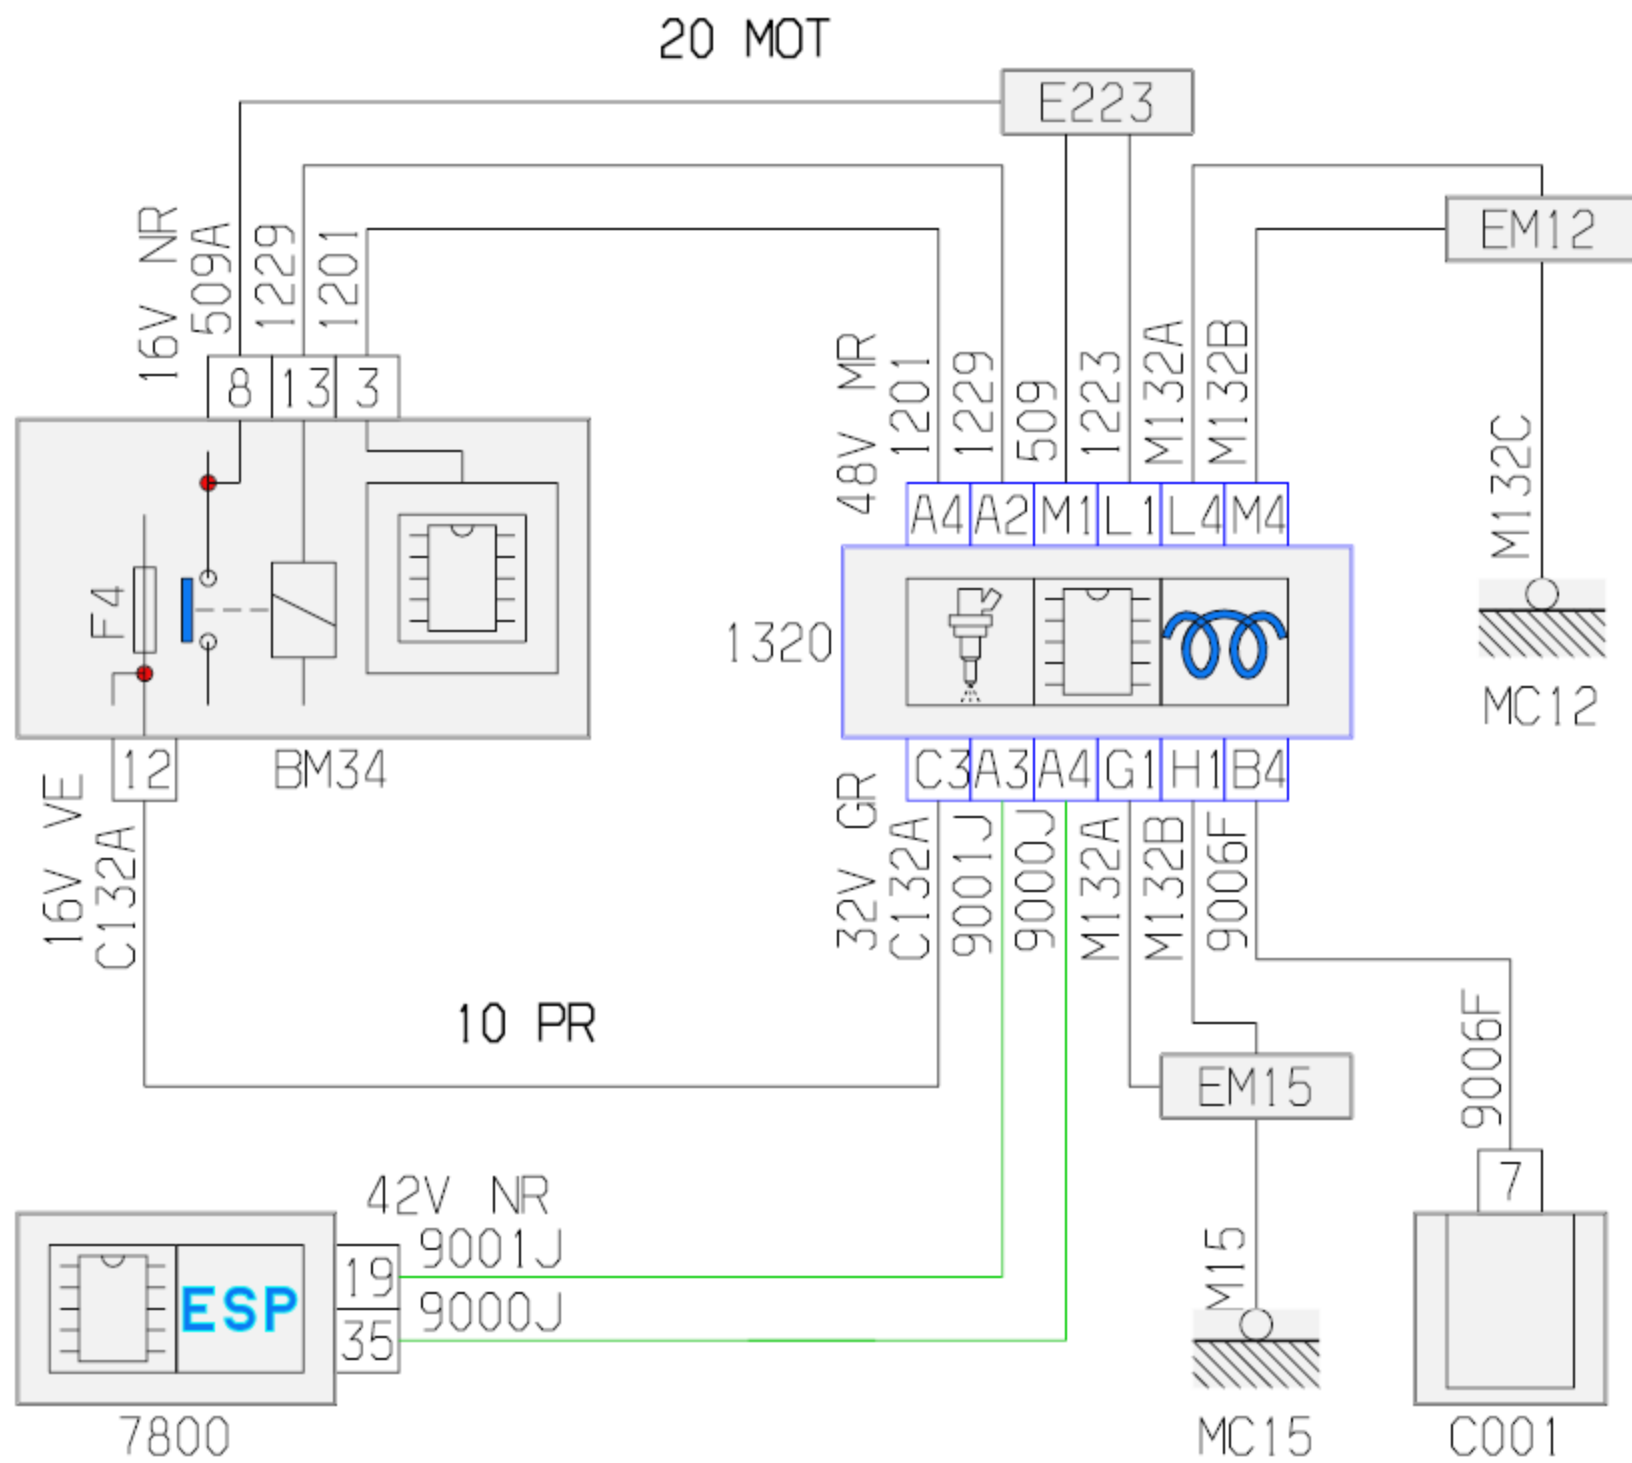 20 MOT
E223
EM12
16V NR
509A
1229
1201
48V MR
1201
1229
509
1223
M132A
M132B
M132C
8 13 3
A4 A2 M1 L1 L4 M4
F4
1320
MC12
12
BM34
C3 A3 A4 G1 H1 B4
16V VE
C132A
32V GR
C132A
9001J
9000J
M132A
M132B
9006F
9006F
10 PR
EM15
7
42V NR
9001J
19
9000J
35
ESP
M15
7800
MC15
C001